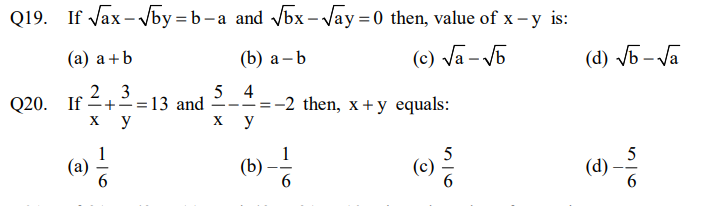 Q19. If √ax − √by = b − a and √bx − √ay = 0 then, value of x − y is:
(a) a + b (b) a − b (c) √a − √b (d) √b − √a
Q20. If 2/x + 3/y = 13 and 5/x − 4/y = −2 then, x + y equals:
(a) 1/6 (b) −1/6 (c) 5/6 (d) −5/6